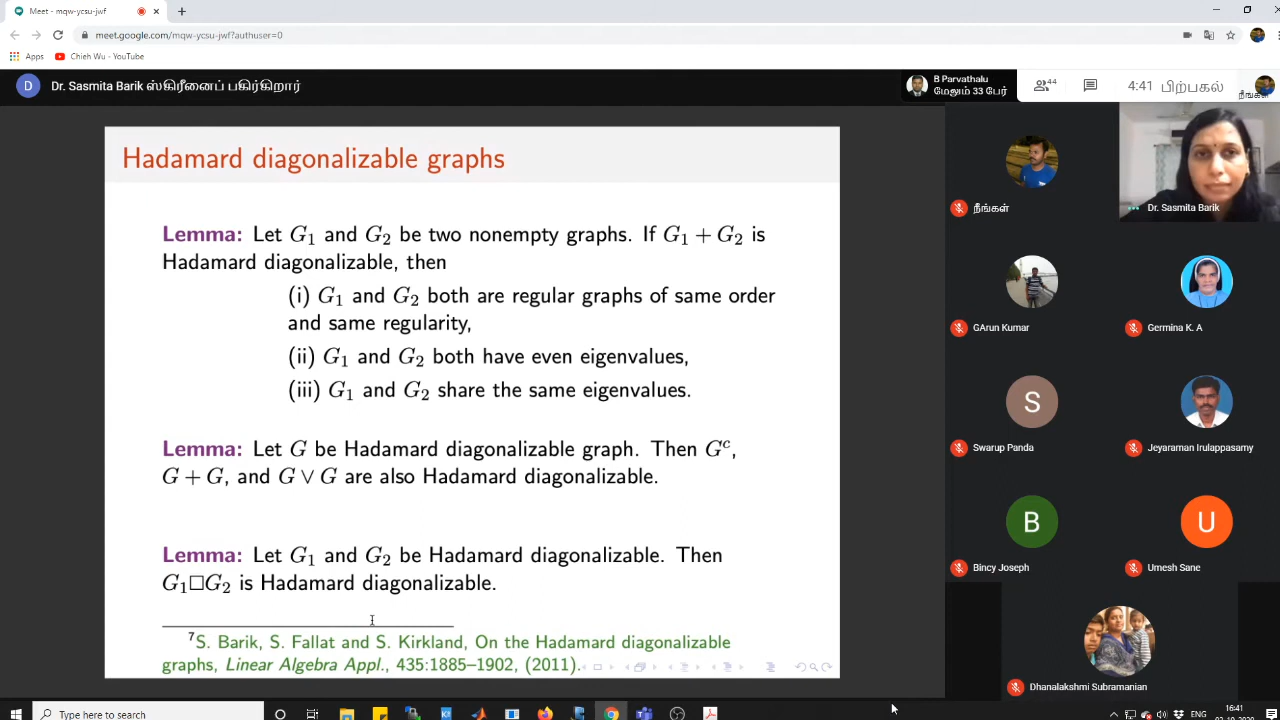 Meet - mqw-ycsu-jwf
meet.google.com/mqw-ycsu-jwf?authuser=0
Apps
Chieh Wu - YouTube
D
Dr. Sasmita Barik ஸ்கிரீனைப் பகிர்கிறார்
B Parvathalu
மேலும் 33 பேர்
44
4:41 பிற்பகல்
நீங்கள்
Hadamard diagonalizable graphs
Lemma: Let G₁ and G₂ be two nonempty graphs. If G₁ + G₂ is
Hadamard diagonalizable, then
(i) G₁ and G₂ both are regular graphs of same order
and same regularity,
(ii) G₁ and G₂ both have even eigenvalues,
(iii) G₁ and G₂ share the same eigenvalues.
Lemma: Let G be Hadamard diagonalizable graph. Then Gᶜ,
G + G, and G ∨ G are also Hadamard diagonalizable.
Lemma: Let G₁ and G₂ be Hadamard diagonalizable. Then
G₁□G₂ is Hadamard diagonalizable.
⁷S. Barik, S. Fallat and S. Kirkland, On the Hadamard diagonalizable
graphs, Linear Algebra Appl., 435:1885–1902, (2011).
நீங்கள்
Dr. Sasmita Barik
GArun Kumar
Germina K. A
S
Swarup Panda
Jeyaraman Irulappasamy
B
Bincy Joseph
U
Umesh Sane
Dhanalakshmi Subramanian
Type here to search
ENG
16:41